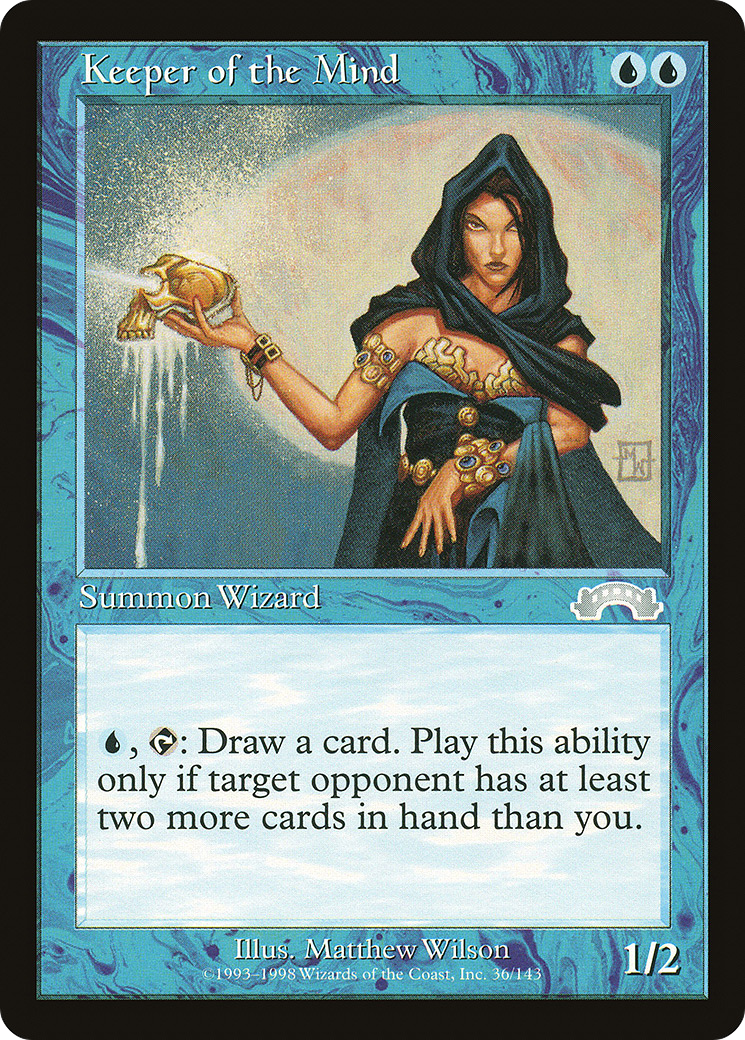 Keeper of the Mind
MW
Summon Wizard
, : Draw a card. Play this ability
only if target opponent has at least
two more cards in hand than you.
Illus. Matthew Wilson
©1993–1998 Wizards of the Coast, Inc. 36/143
1/2